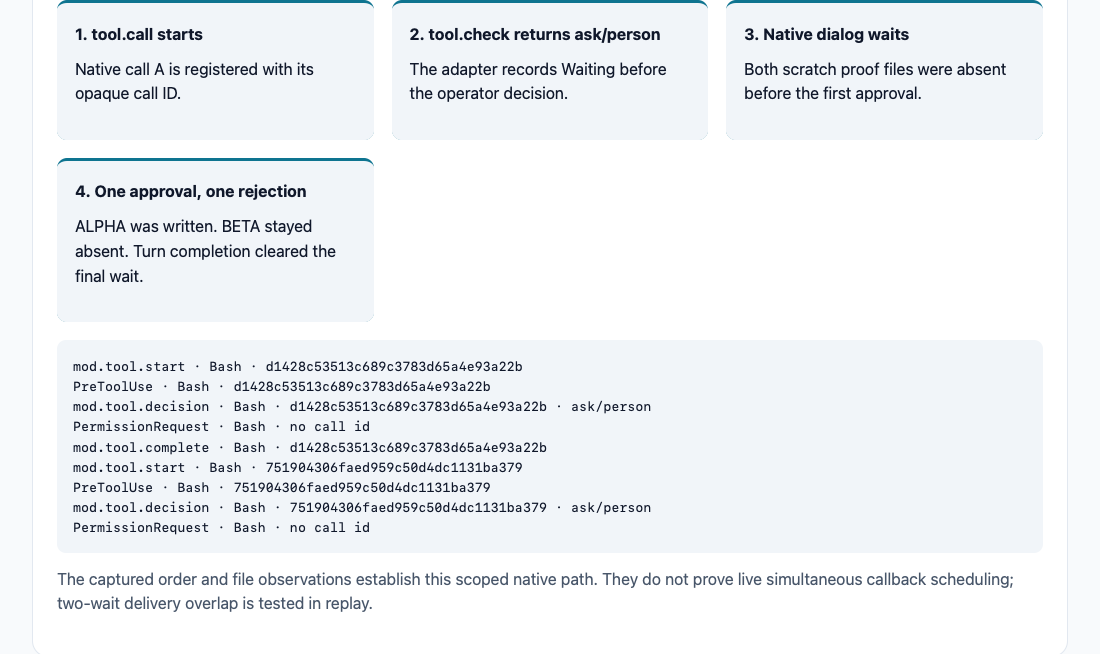 1. tool.call starts
Native call A is registered with its
opaque call ID.
2. tool.check returns ask/person
The adapter records Waiting before
the operator decision.
3. Native dialog waits
Both scratch proof files were absent
before the first approval.
4. One approval, one rejection
ALPHA was written. BETA stayed
absent. Turn completion cleared the
final wait.
mod.tool.start · Bash · d1428c53513c689c3783d65a4e93a22b
PreToolUse · Bash · d1428c53513c689c3783d65a4e93a22b
mod.tool.decision · Bash · d1428c53513c689c3783d65a4e93a22b · ask/person
PermissionRequest · Bash · no call id
mod.tool.complete · Bash · d1428c53513c689c3783d65a4e93a22b
mod.tool.start · Bash · 751904306faed959c50d4dc1131ba379
PreToolUse · Bash · 751904306faed959c50d4dc1131ba379
mod.tool.decision · Bash · 751904306faed959c50d4dc1131ba379 · ask/person
PermissionRequest · Bash · no call id
The captured order and file observations establish this scoped native path. They do not prove live simultaneous callback scheduling;
two-wait delivery overlap is tested in replay.